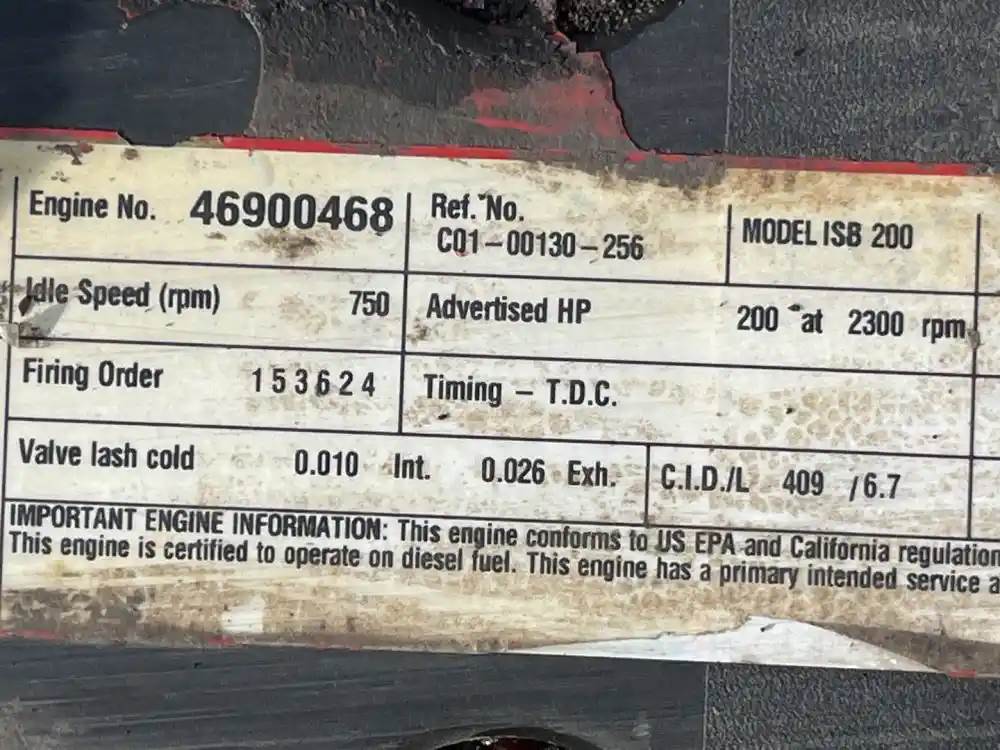 Engine No. 46900468 Ref. No. MODEL ISB 200
CQ1-00130-256
Idle Speed (rpm) 750 Advertised HP 200 at 2300 rpm
Firing Order 153624 Timing - T.D.C.
Valve lash cold 0.010 Int. 0.026 Exh. C.I.D./L 409 /6.7
IMPORTANT ENGINE INFORMATION: This engine conforms to US EPA and California regulation
This engine is certified to operate on diesel fuel. This engine has a primary intended service a